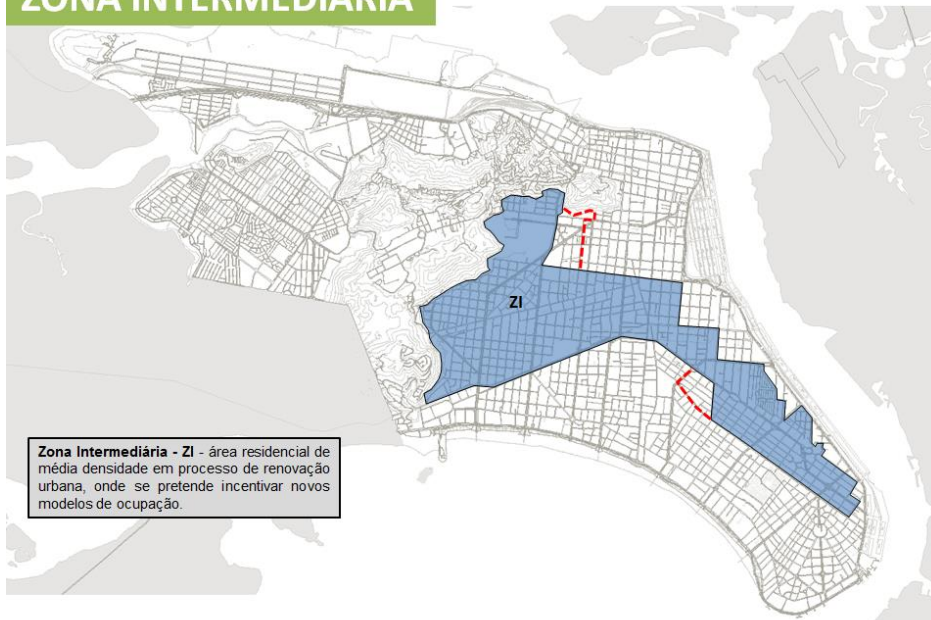 ZONA INTERMEDIÁRIA
ZI
Zona Intermediária - ZI - área residencial de
média densidade em processo de renovação
urbana, onde se pretende incentivar novos
modelos de ocupação.